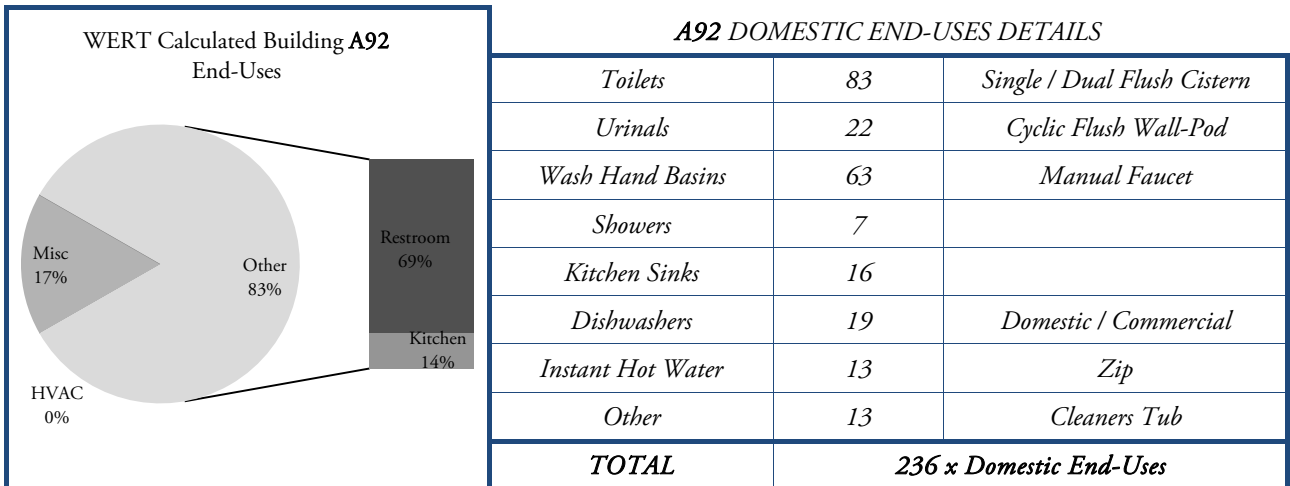 WERT Calculated Building A92
End-Uses
Misc
17%
Other
83%
HVAC
0%
Restroom
69%
Kitchen
14%
A92 DOMESTIC END-USES DETAILS
Toilets 83 Single / Dual Flush Cistern
Urinals 22 Cyclic Flush Wall-Pod
Wash Hand Basins 63 Manual Faucet
Showers 7
Kitchen Sinks 16
Dishwashers 19 Domestic / Commercial
Instant Hot Water 13 Zip
Other 13 Cleaners Tub
TOTAL 236 x Domestic End-Uses